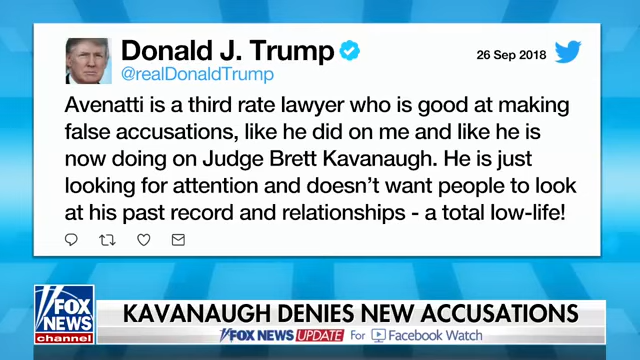 Donald J. Trump
@realDonaldTrump
26 Sep 2018
Avenatti is a third rate lawyer who is good at making
false accusations, like he did on me and like he is
now doing on Judge Brett Kavanaugh. He is just
looking for attention and doesn't want people to look
at his past record and relationships - a total low-life!
FOX
NEWS
channel
KAVANAUGH DENIES NEW ACCUSATIONS
FOX NEWS UPDATE For Facebook Watch